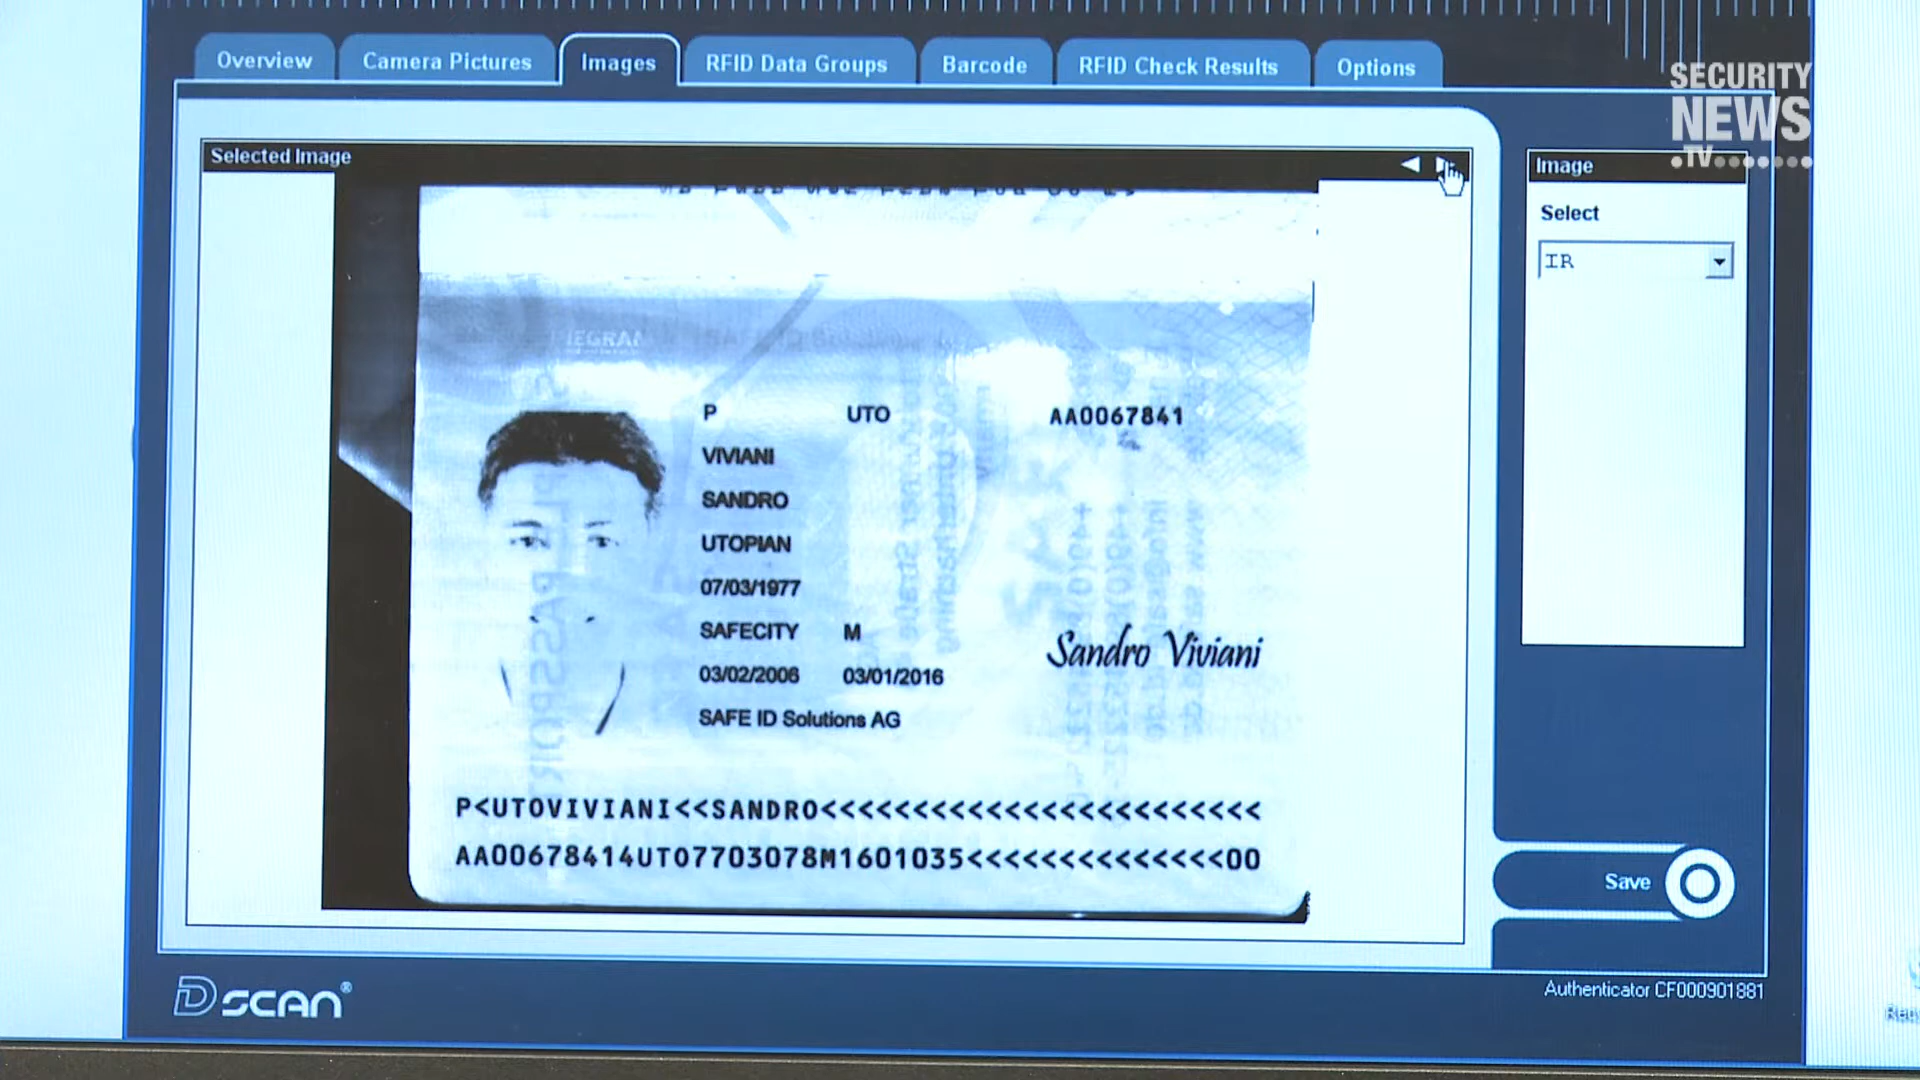 Overview
Camera Pictures
Images
RFID Data Groups
Barcode
RFID Check Results
Options
SECURITY
NEWS
.TV
Selected Image
Image
Select
IR
P UTO AA0067841
VIVIANI
SANDRO
UTOPIAN
07/03/1977
SAFECITY M
03/02/2006 03/01/2016
SAFE ID Solutions AG
Sandro Viviani
PASSPORT
P<UTOVIVIANI<<SANDRO<<<<<<<<<<<<<<<<<<<<<<<<
AA00678414UTO7703078M1601035<<<<<<<<<<<<<<00
Save
DSCAN®
Authenticator CF000901881